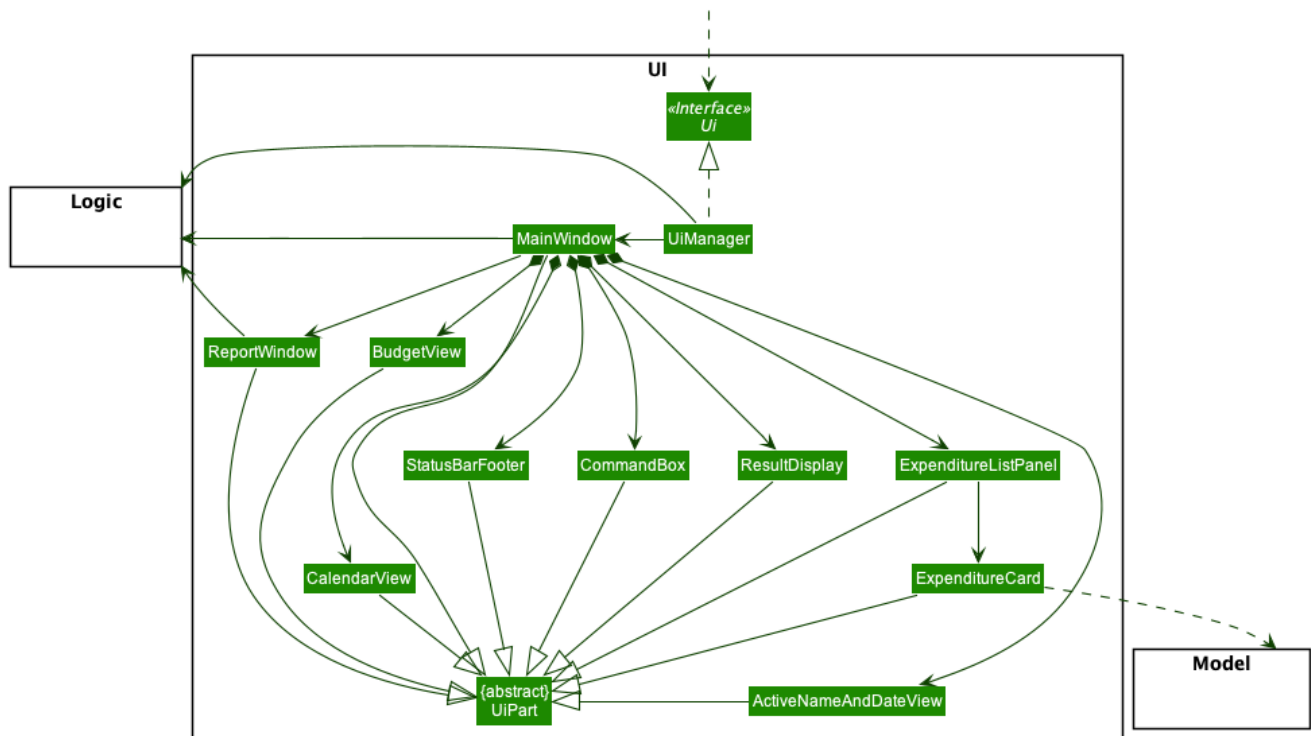 UI
«Interface»
Ui
Logic
MainWindow
UiManager
ReportWindow
BudgetView
StatusBarFooter
CommandBox
ResultDisplay
ExpenditureListPanel
CalendarView
ExpenditureCard
Model
{abstract}
UiPart
ActiveNameAndDateView